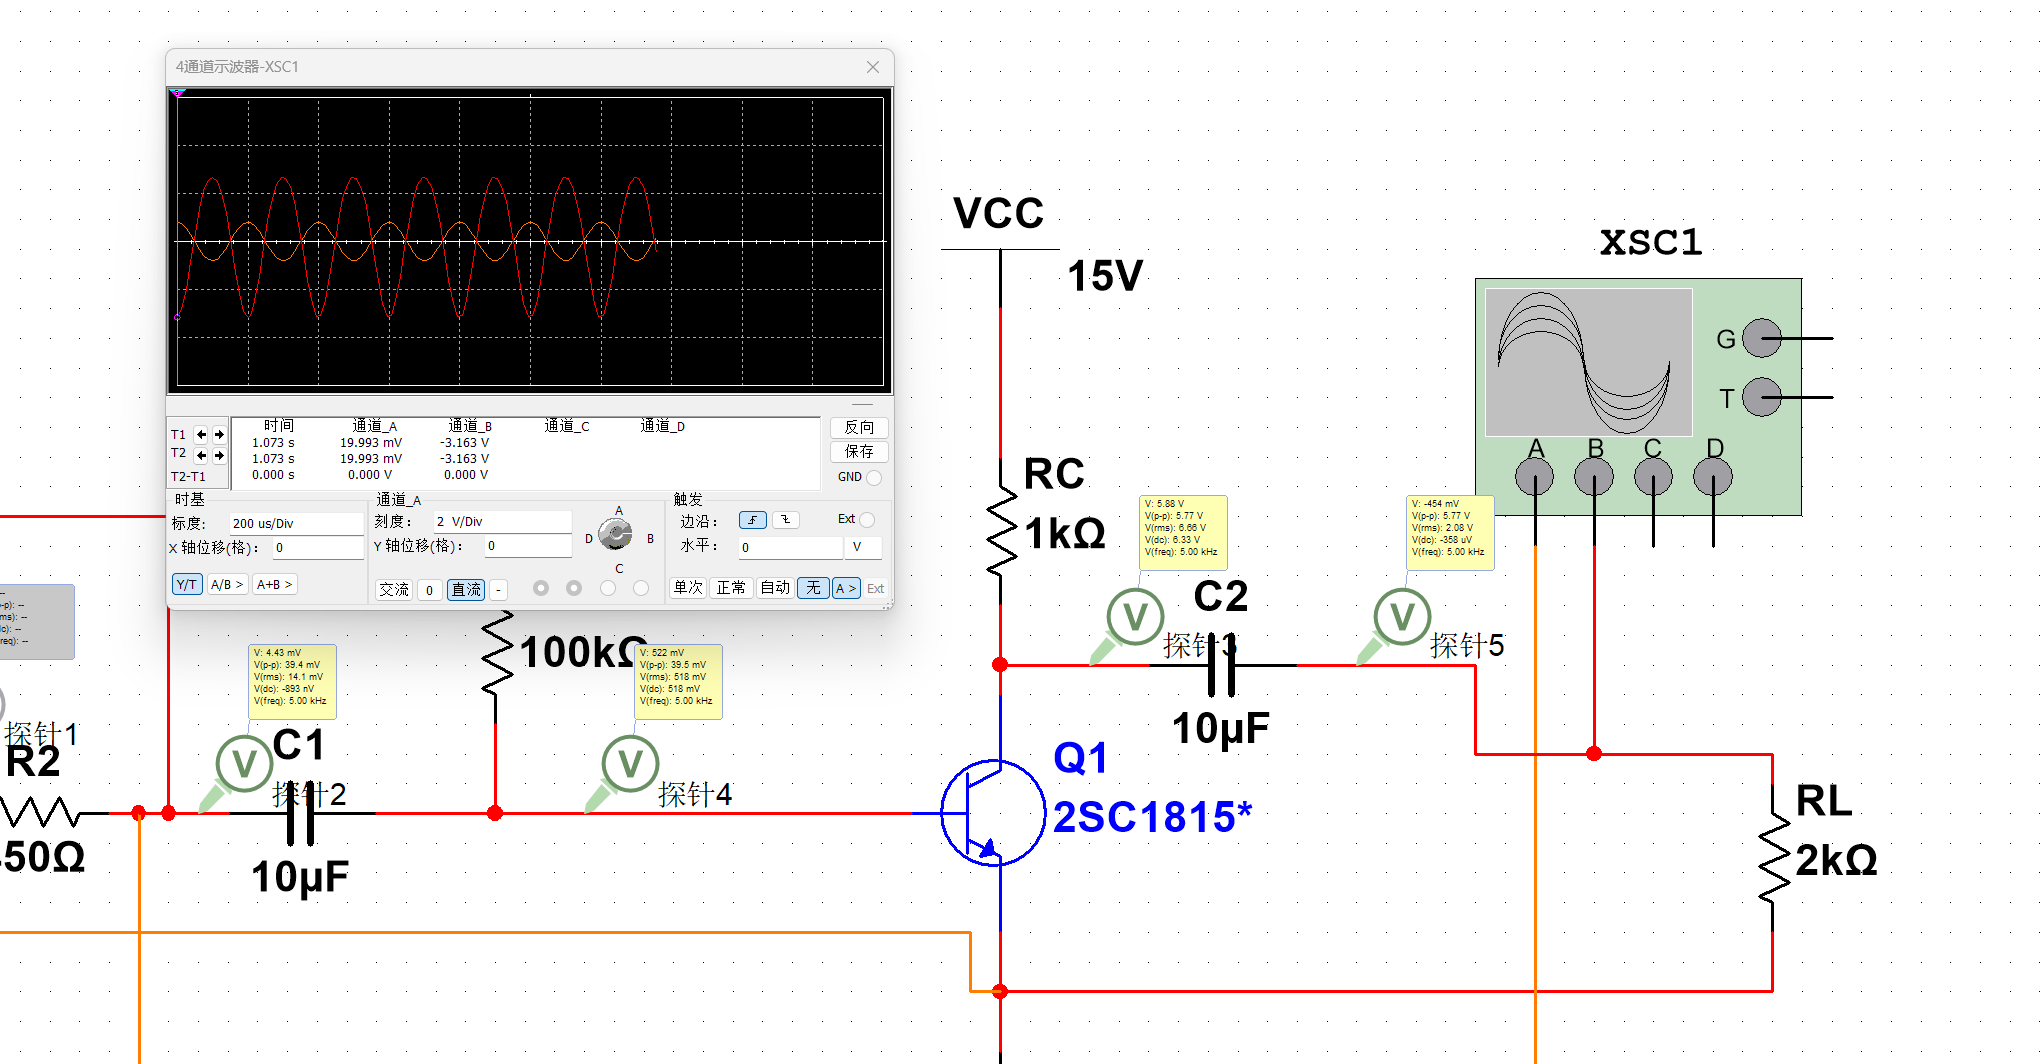 4通道示波器-XSC1
时间 通道_A 通道_B 通道_C 通道_D
T1 1.073 s 19.993 mV -3.163 V
T2 1.073 s 19.993 mV -3.163 V
T2-T1 0.000 s 0.000 V 0.000 V
反向
保存
GND
时基
标度: 200 us/Div
X 轴位移(格): 0
Y/T A/B > A+B >
通道_A
刻度: 2 V/Div
Y 轴位移(格): 0
交流 0 直流 -
A
B
C
D
触发
边沿: Ext
水平: 0 V
单次 正常 自动 无 A > Ext
VCC
15V
RC
1kΩ
XSC1
G
T
A B C D
V: 5.88 V
V(p-p): 5.77 V
V(rms): 6.66 V
V(dc): 6.33 V
V(freq): 5.00 kHz
V: -454 mV
V(p-p): 5.77 V
V(rms): 2.08 V
V(dc): -358 uV
V(freq): 5.00 kHz
V
探针3
C2
10µF
V
探针5
100kΩ
V: 4.43 mV
V(p-p): 39.4 mV
V(rms): 14.1 mV
V(dc): -893 nV
V(freq): 5.00 kHz
V: 522 mV
V(p-p): 39.5 mV
V(rms): 518 mV
V(dc): 518 mV
V(freq): 5.00 kHz
--
-p): --
ms): --
lc): --
req): --
探针1
R2
50Ω
V
C1
探针2
10µF
V
探针4
Q1
2SC1815*
RL
2kΩ